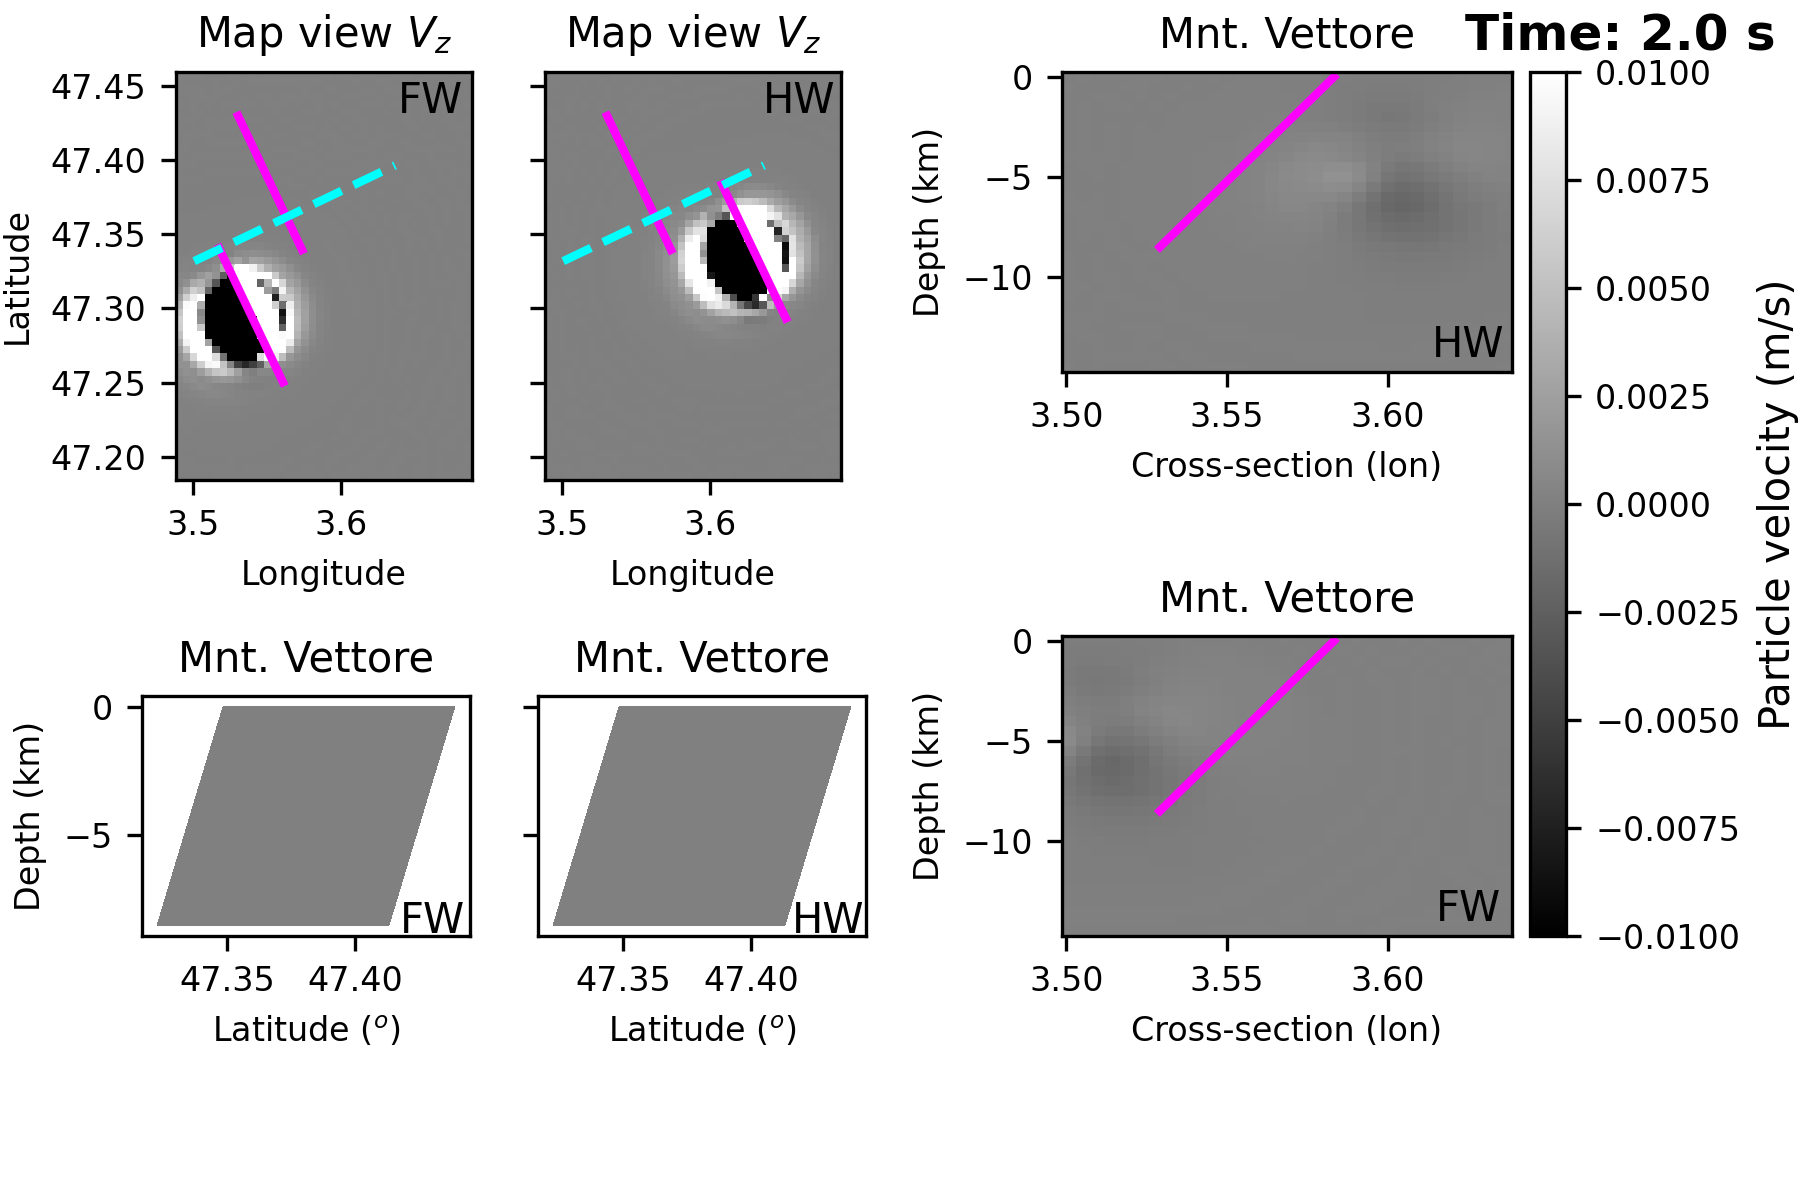 Map view Vz
Map view Vz
Mnt. Vettore
Time: 2.0 s
47.45
47.40
47.35
47.30
47.25
47.20
Latitude
FW
3.5
3.6
Longitude
HW
3.5
3.6
Longitude
0
−5
−10
Depth (km)
HW
3.50
3.55
3.60
Cross-section (lon)
0.0100
0.0075
0.0050
0.0025
0.0000
−0.0025
−0.0050
−0.0075
−0.0100
Particle velocity (m/s)
Mnt. Vettore
0
−5
Depth (km)
FW
47.35
47.40
Latitude (o)
Mnt. Vettore
HW
47.35
47.40
Latitude (o)
Mnt. Vettore
0
−5
−10
Depth (km)
FW
3.50
3.55
3.60
Cross-section (lon)